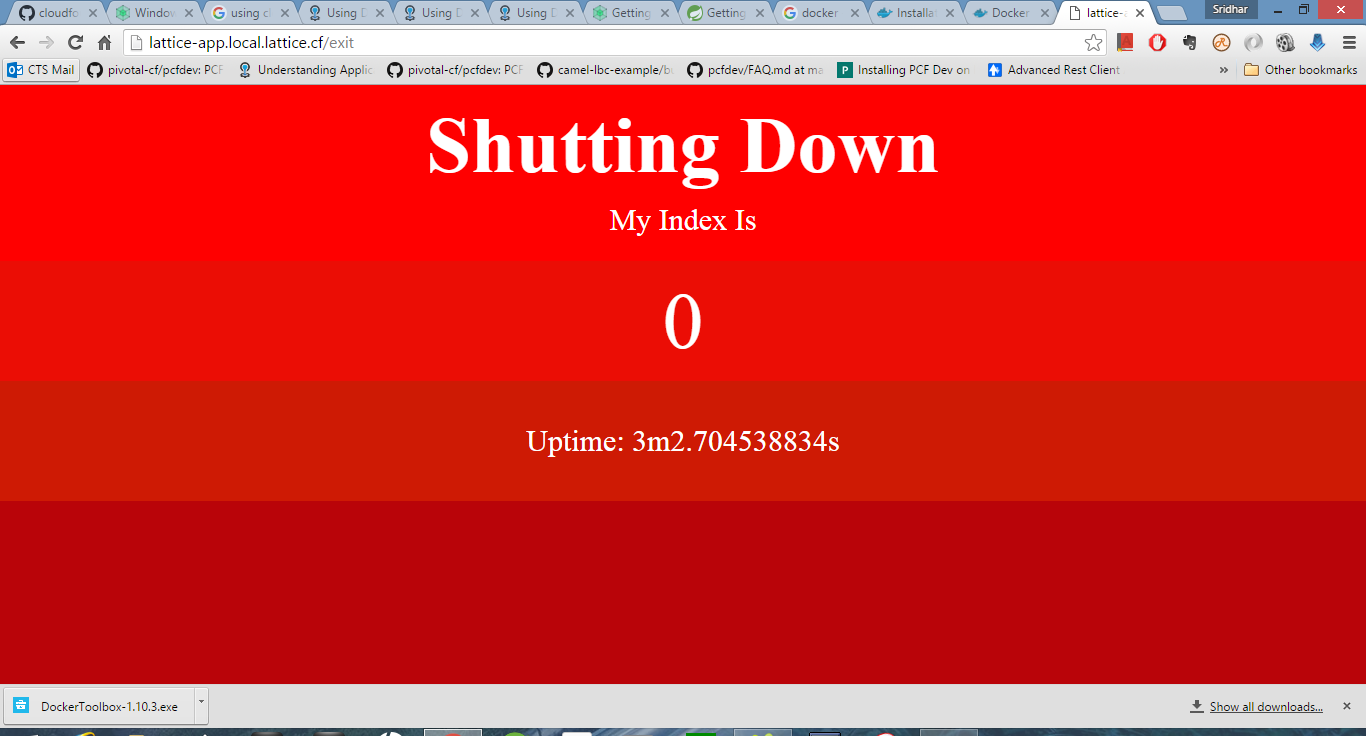 cloudfo
Window
using cl
Using D
Using D
Using D
Getting
Getting
docker
Installa
Docker
lattice-a
Sridhar
lattice-app.local.lattice.cf/exit
CTS Mail
pivotal-cf/pcfdev: PCF
Understanding Applic
pivotal-cf/pcfdev: PCF
camel-lbc-example/bu
pcfdev/FAQ.md at ma
Installing PCF Dev on
Advanced Rest Client
»
Other bookmarks
Shutting Down
My Index Is
0
Uptime: 3m2.704538834s
DockerToolbox-1.10.3.exe
Show all downloads...